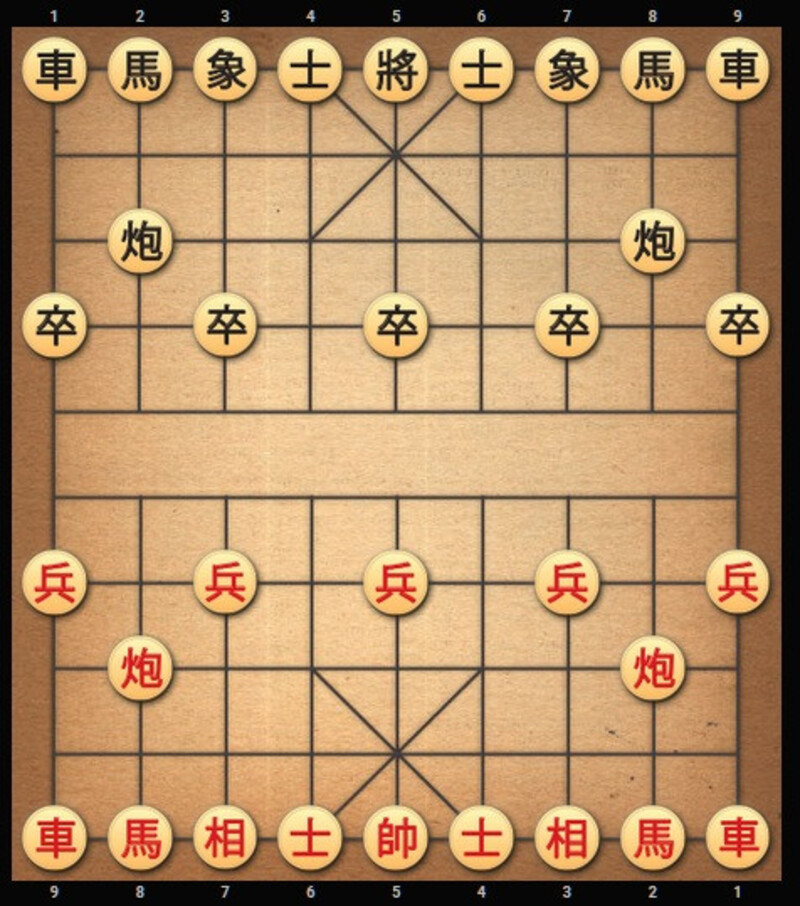 1 2 3 4 5 6 7 8 9
車 馬 象 士 將 士 象 馬 車
炮 炮
卒 卒 卒 卒 卒
兵 兵 兵 兵 兵
炮 炮
車 馬 相 士 帥 士 相 馬 車
9 8 7 6 5 4 3 2 1